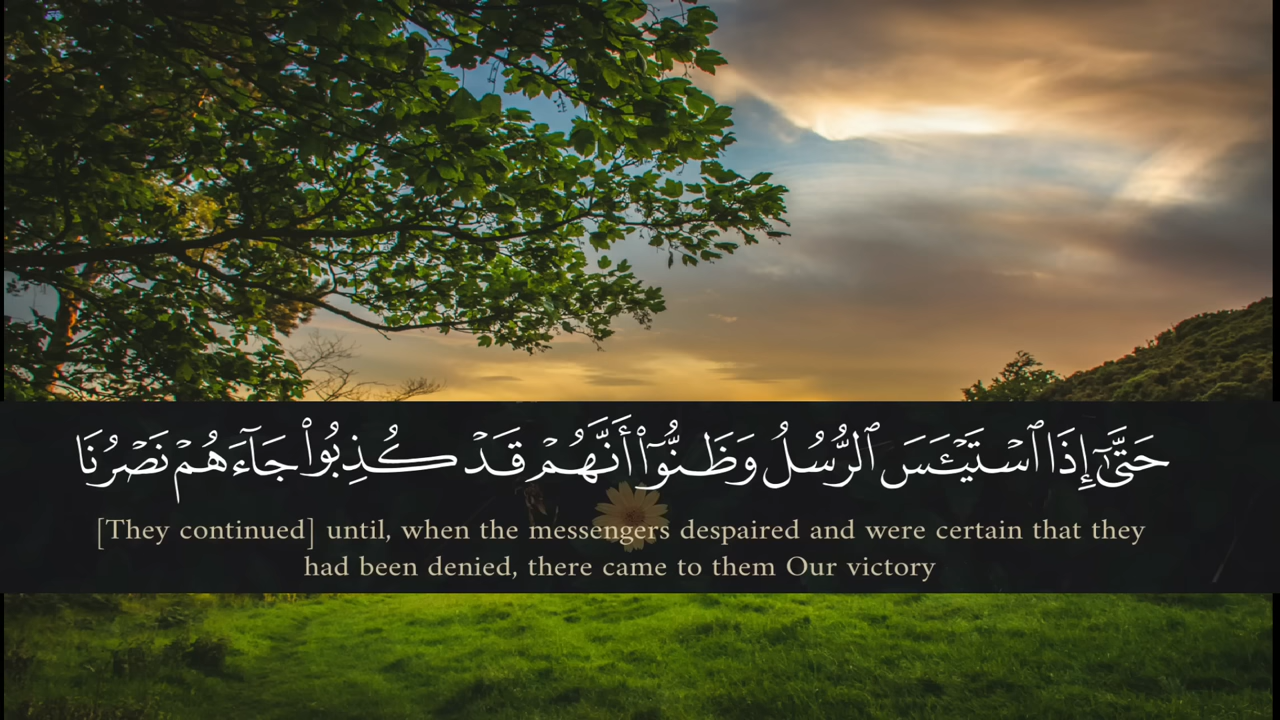 حَتَّىٰٓ إِذَا ٱسْتَيْـَٔسَ ٱلرُّسُلُ وَظَنُّوٓا۟ أَنَّهُمْ قَدْ كُذِبُوا۟ جَآءَهُمْ نَصْرُنَا
[They continued] until, when the messengers despaired and were certain that they
had been denied, there came to them Our victory